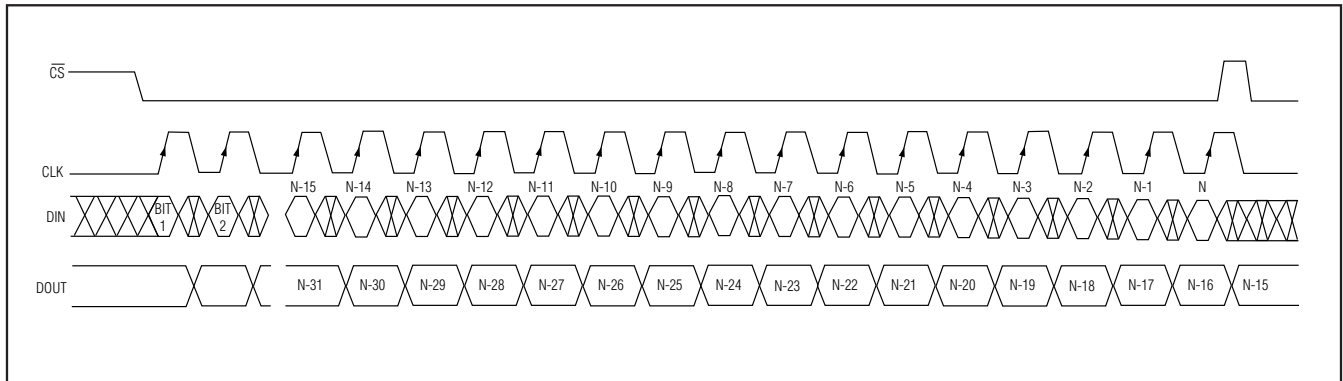 CS
CLK
N-15 N-14 N-13 N-12 N-11 N-10 N-9 N-8 N-7 N-6 N-5 N-4 N-3 N-2 N-1 N
DIN BIT 1 BIT 2
DOUT N-31 N-30 N-29 N-28 N-27 N-26 N-25 N-24 N-23 N-22 N-21 N-20 N-19 N-18 N-17 N-16 N-15